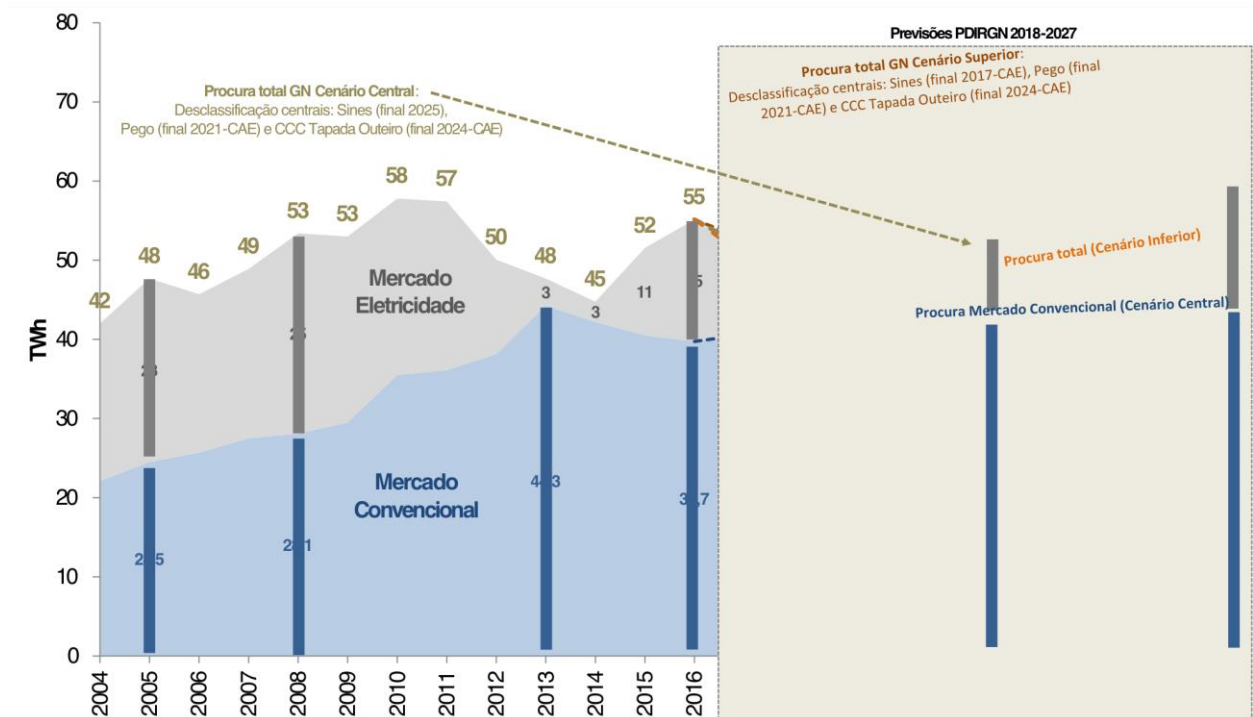 80
70
60
50
40
30
20
10
0
TWh
Previsões PDIRGN 2018-2027
Procura total GN Cenário Superior:
Desclassificação centrais: Sines (final 2017-CAE), Pego (final
2021-CAE) e CCC Tapada Outeiro (final 2024-CAE)
Procura total GN Cenário Central:
Desclassificação centrais: Sines (final 2025),
Pego (final 2021-CAE) e CCC Tapada Outeiro (final 2024-CAE)
42
48
46
49
53
53
58
57
50
48
45
52
55
Mercado
Eletricidade
3
3
11
Procura total (Cenário Inferior)
Procura Mercado Convencional (Cenário Central)
Mercado
Convencional
2004
2005
2006
2007
2008
2009
2010
2011
2012
2013
2014
2015
2016